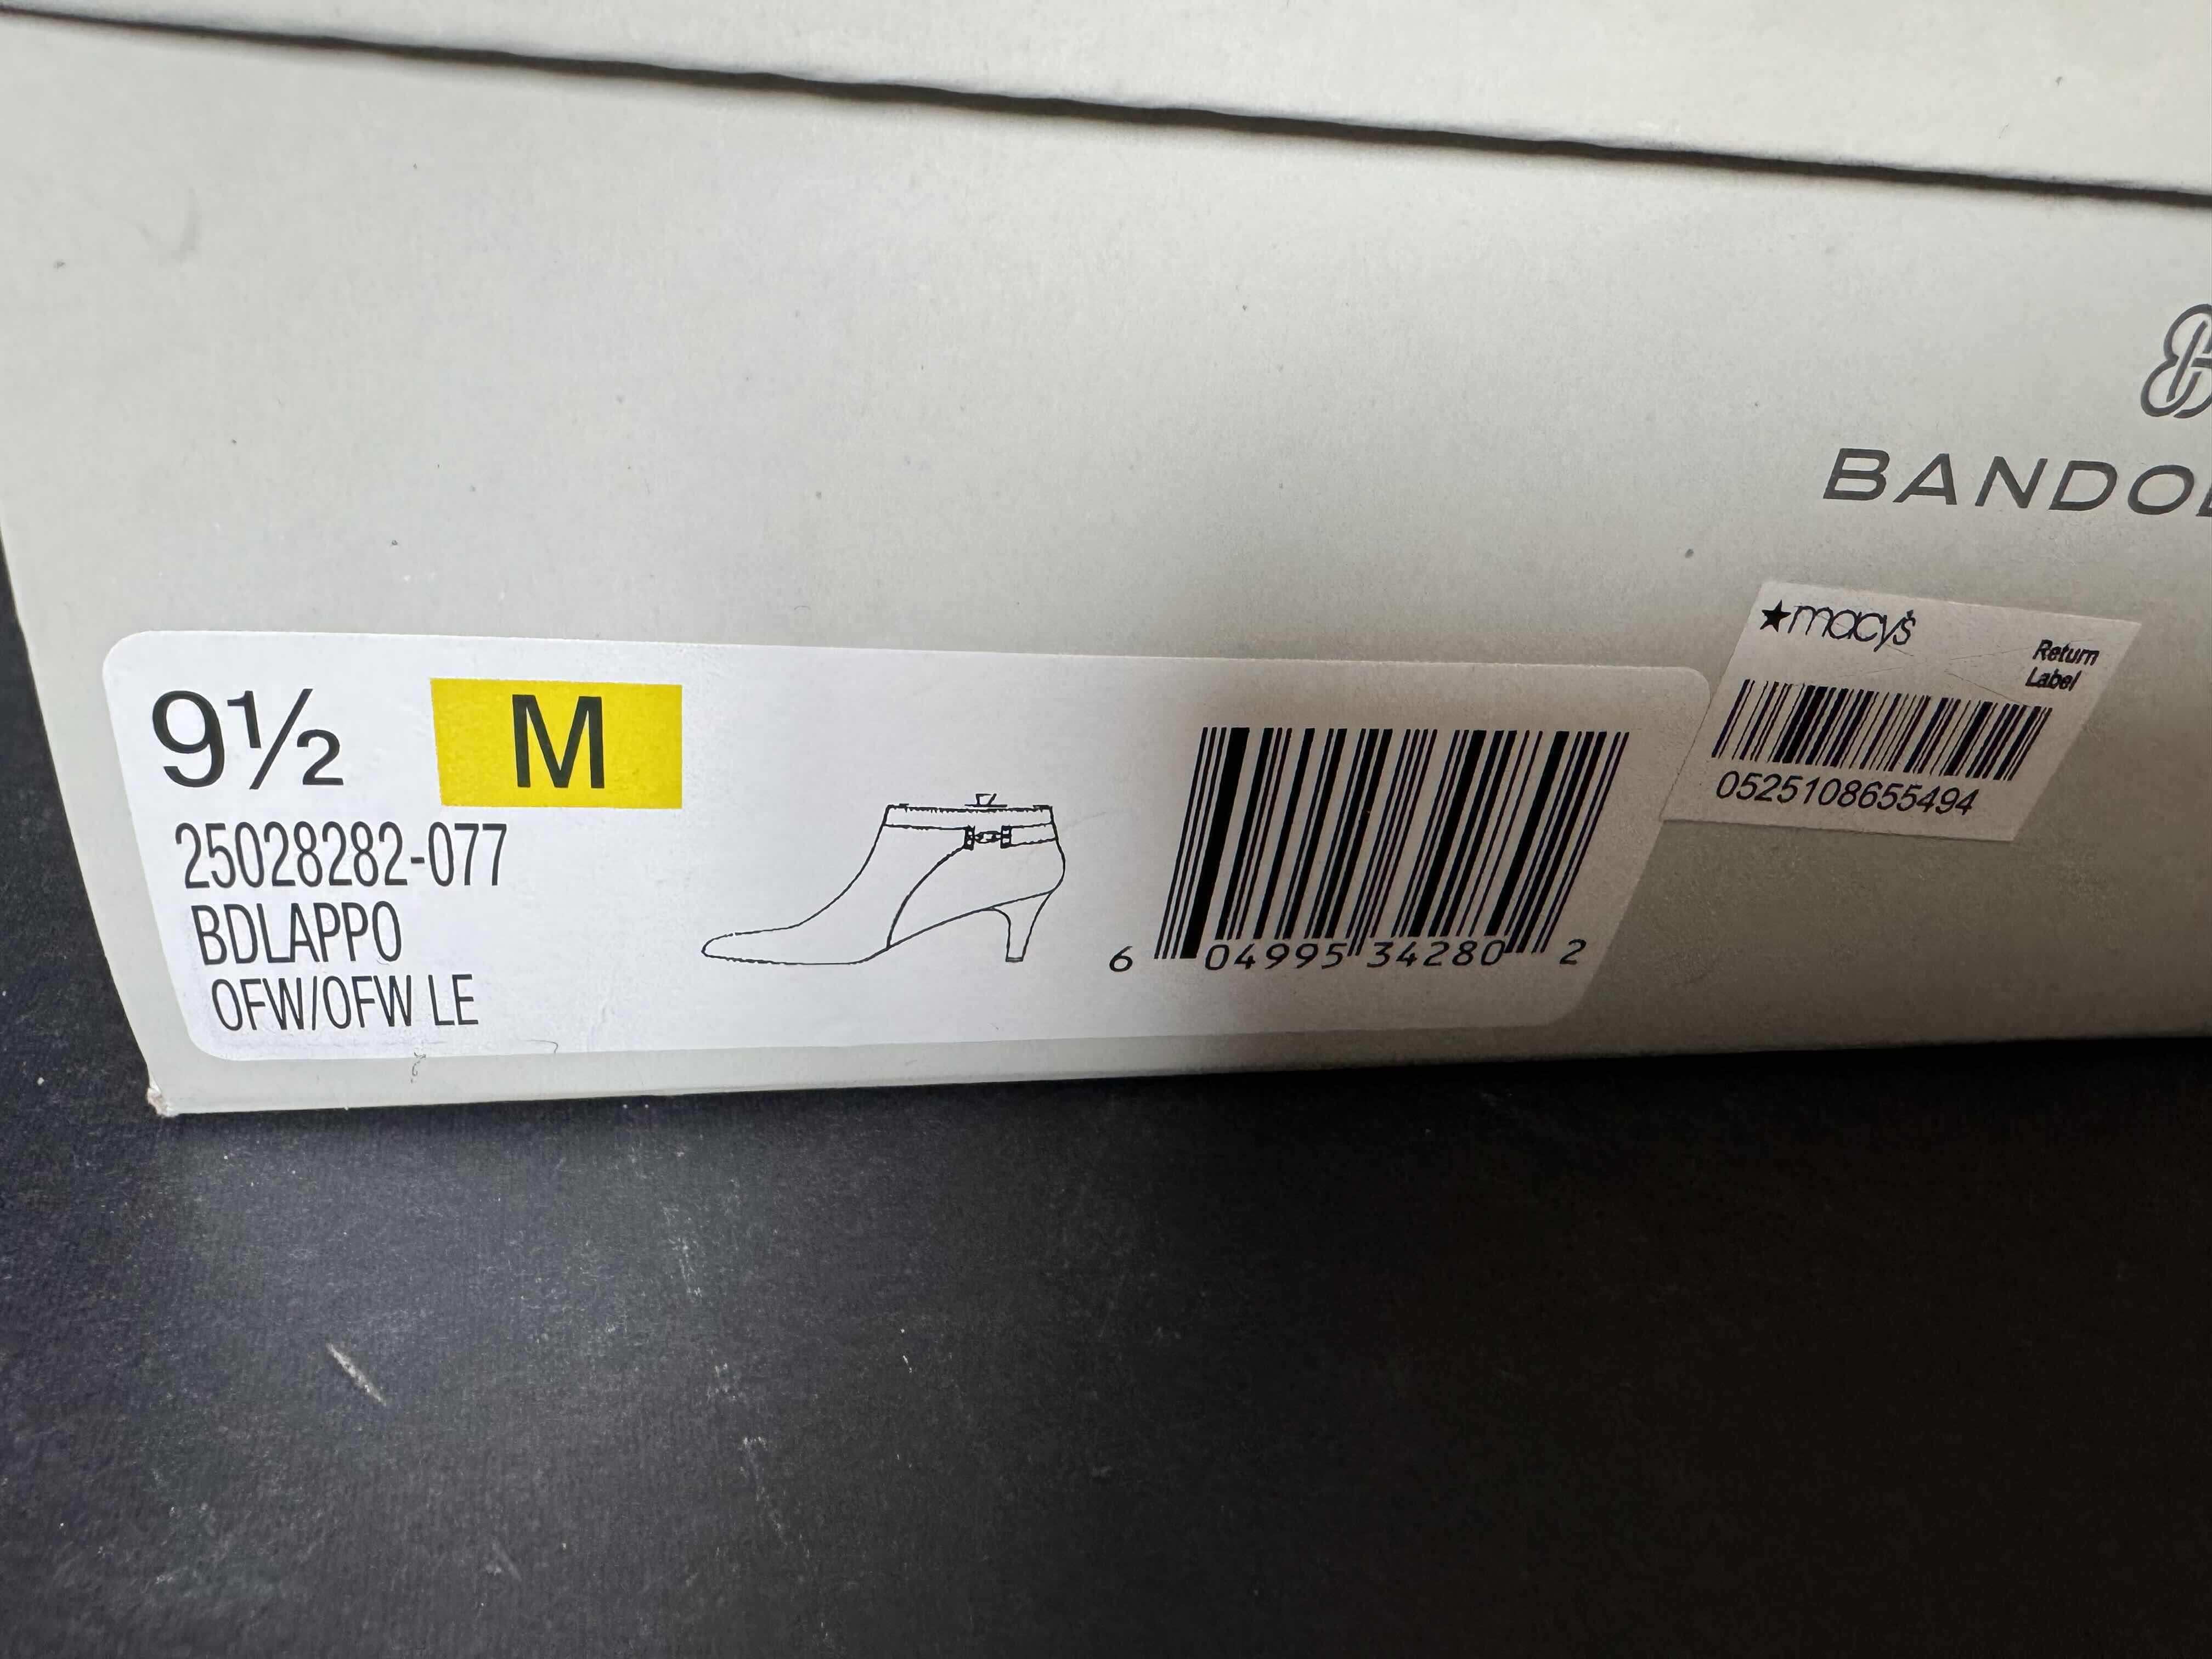 BANDOL
★macy's
Return
Label
0525108655494
9½ M
25028282-077
BDLAPPO
OFW/OFW LE
6 04995 34280 2